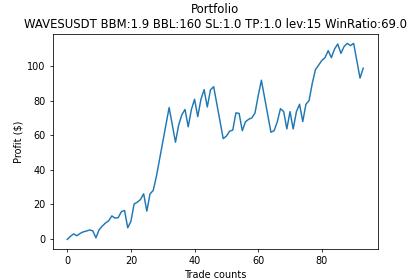 Portfolio
WAVESUSDT BBM:1.9 BBL:160 SL:1.0 TP:1.0 lev:15 WinRatio:69.0
Profit ($)
100
80
60
40
20
0
0 20 40 60 80
Trade counts